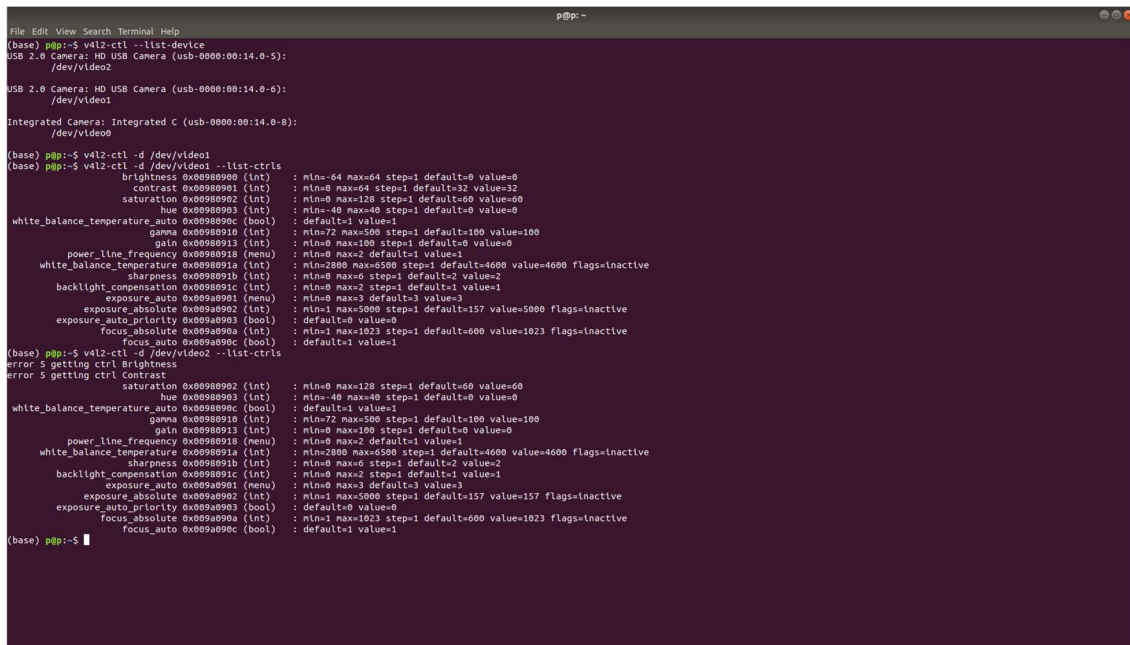 p@p: ~
File Edit View Search Terminal Help
(base) p@p:~$ v4l2-ctl --list-device
USB 2.0 Camera: HD USB Camera (usb-0000:00:14.0-5):
        /dev/video2

USB 2.0 Camera: HD USB Camera (usb-0000:00:14.0-6):
        /dev/video1

Integrated Camera: Integrated C (usb-0000:00:14.0-8):
        /dev/video0

(base) p@p:~$ v4l2-ctl -d /dev/video1
(base) p@p:~$ v4l2-ctl -d /dev/video1 --list-ctrls
                     brightness 0x00980900 (int)    : min=-64 max=64 step=1 default=0 value=0
                       contrast 0x00980901 (int)    : min=0 max=64 step=1 default=32 value=32
                     saturation 0x00980902 (int)    : min=0 max=128 step=1 default=60 value=60
                            hue 0x00980903 (int)    : min=-40 max=40 step=1 default=0 value=0
 white_balance_temperature_auto 0x0098090c (bool)   : default=1 value=1
                          gamma 0x00980910 (int)    : min=72 max=500 step=1 default=100 value=100
                           gain 0x00980913 (int)    : min=0 max=100 step=1 default=0 value=0
           power_line_frequency 0x00980918 (menu)   : min=0 max=2 default=1 value=1
      white_balance_temperature 0x0098091a (int)    : min=2800 max=6500 step=1 default=4600 value=4600 flags=inactive
                      sharpness 0x0098091b (int)    : min=0 max=6 step=1 default=2 value=2
         backlight_compensation 0x0098091c (int)    : min=0 max=2 step=1 default=1 value=1
                  exposure_auto 0x009a0901 (menu)   : min=0 max=3 default=3 value=3
              exposure_absolute 0x009a0902 (int)    : min=1 max=5000 step=1 default=157 value=5000 flags=inactive
         exposure_auto_priority 0x009a0903 (bool)   : default=0 value=0
                 focus_absolute 0x009a090a (int)    : min=1 max=1023 step=1 default=600 value=1023 flags=inactive
                     focus_auto 0x009a090c (bool)   : default=1 value=1
(base) p@p:~$ v4l2-ctl -d /dev/video2 --list-ctrls
error 5 getting ctrl Brightness
error 5 getting ctrl Contrast
                     saturation 0x00980902 (int)    : min=0 max=128 step=1 default=60 value=60
                            hue 0x00980903 (int)    : min=-40 max=40 step=1 default=0 value=0
 white_balance_temperature_auto 0x0098090c (bool)   : default=1 value=1
                          gamma 0x00980910 (int)    : min=72 max=500 step=1 default=100 value=100
                           gain 0x00980913 (int)    : min=0 max=100 step=1 default=0 value=0
           power_line_frequency 0x00980918 (menu)   : min=0 max=2 default=1 value=1
      white_balance_temperature 0x0098091a (int)    : min=2800 max=6500 step=1 default=4600 value=4600 flags=inactive
                      sharpness 0x0098091b (int)    : min=0 max=6 step=1 default=2 value=2
         backlight_compensation 0x0098091c (int)    : min=0 max=2 step=1 default=1 value=1
                  exposure_auto 0x009a0901 (menu)   : min=0 max=3 default=3 value=3
              exposure_absolute 0x009a0902 (int)    : min=1 max=5000 step=1 default=157 value=157 flags=inactive
         exposure_auto_priority 0x009a0903 (bool)   : default=0 value=0
                 focus_absolute 0x009a090a (int)    : min=1 max=1023 step=1 default=600 value=1023 flags=inactive
                     focus_auto 0x009a090c (bool)   : default=1 value=1
(base) p@p:~$